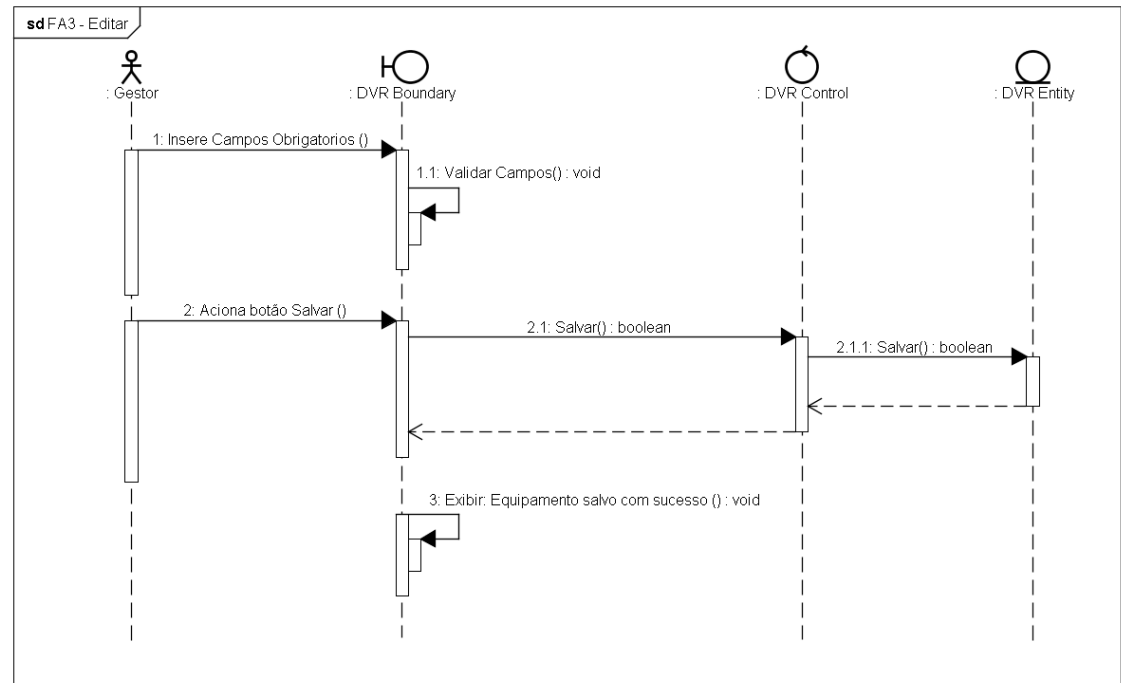 sd FA3 - Editar
: Gestor
: DVR Boundary
: DVR Control
: DVR Entity
1: Insere Campos Obrigatorios ()
1.1: Validar Campos() : void
2: Aciona botão Salvar ()
2.1: Salvar() : boolean
2.1.1: Salvar() : boolean
3: Exibir: Equipamento salvo com sucesso () : void